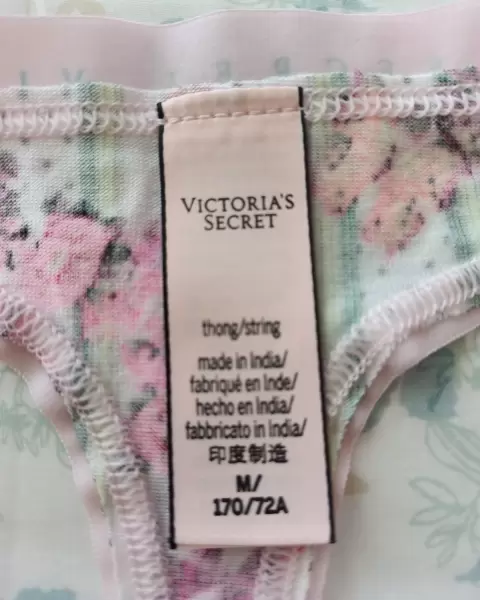 VICTORIA'S
SECRET
thong/string
made in India/
fabriqué en Inde/
hecho en India/
fabbricato in India/
印度制造
M/
170/72A